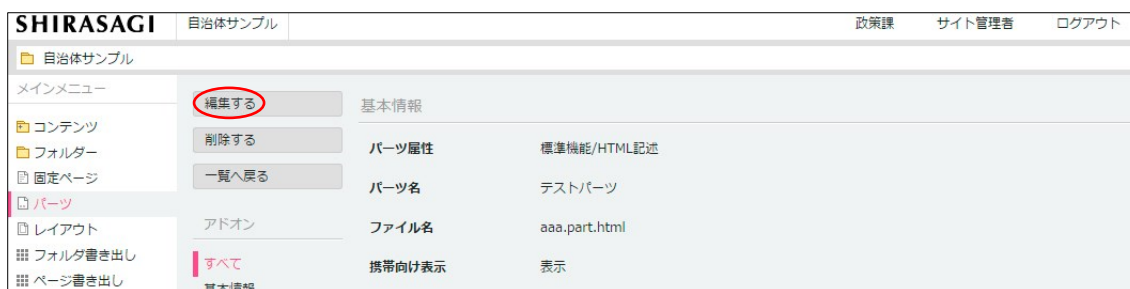 SHIRASAGI 自治体サンプル 政策課 サイト管理者 ログアウト
自治体サンプル
メインメニュー
コンテンツ
フォルダー
固定ページ
パーツ
レイアウト
フォルダ書き出し
ページ書き出し
編集する
削除する
一覧へ戻る
アドオン
すべて
基本情報
基本情報
パーツ属性 標準機能/HTML記述
パーツ名 テストパーツ
ファイル名 aaa.part.html
携帯向け表示 表示